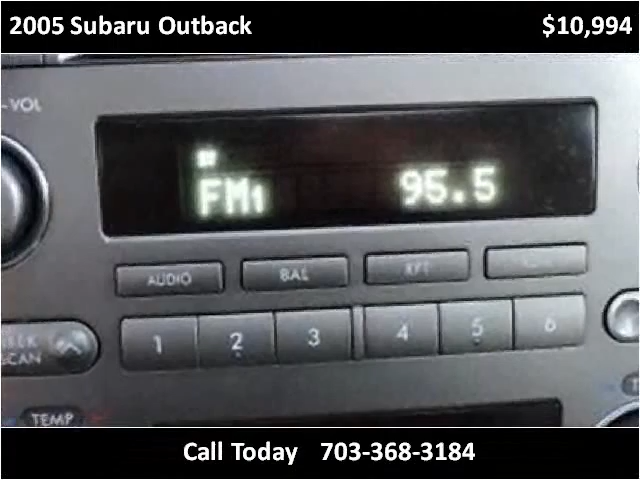 2005 Subaru Outback $10,994
-VOL
FM1 95.5
AUDIO BAL RPT
1 2 3 4 5 6
SCAN
TEMP
Call Today 703-368-3184